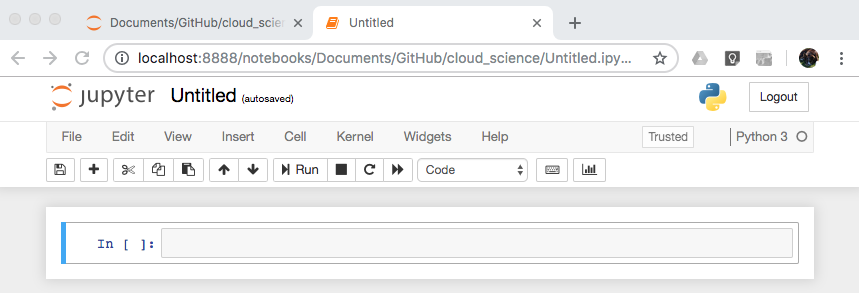 Documents/GitHub/cloud_scien
Untitled
localhost:8888/notebooks/Documents/GitHub/cloud_science/Untitled.ipy...
jupyter Untitled (autosaved)
Logout
File Edit View Insert Cell Kernel Widgets Help
Trusted
Python 3
Run
Code
In [ ]: